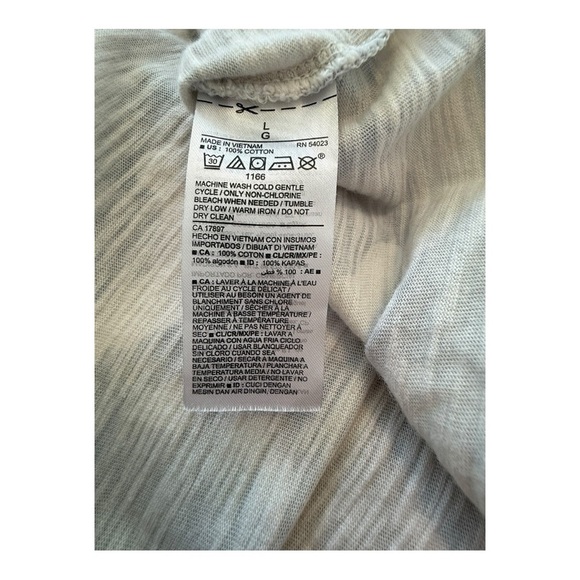 L
G
MADE IN VIETNAM RN 54023
■ US : 100% COTTON
30
1166
MACHINE WASH COLD GENTLE
CYCLE / ONLY NON-CHLORINE
BLEACH WHEN NEEDED / TUMBLE
DRY LOW / WARM IRON / DO NOT
DRY CLEAN
CA 17897
HECHO EN VIETNAM CON INSUMOS
IMPORTADOS / DIBUAT DI VIETNAM
■ CA : 100% COTON ■ CL/CR/MX/PE :
100% algodón ■ ID : 100% KAPAS
■ AE : 100 % قطن
■ CA : LAVER À LA MACHINE À L'EAU
FROIDE AU CYCLE DÉLICAT /
UTILISER AU BESOIN UN AGENT DE
BLANCHIMENT SANS CHLORE
UNIQUEMENT / SÉCHER À LA
MACHINE À BASSE TEMPÉRATURE /
REPASSER À TEMPÉRATURE
MOYENNE / NE PAS NETTOYER À
SEC ■ CL/CR/MX/PE : LAVAR A
MAQUINA CON AGUA FRIA CICLO
DELICADO / USAR BLANQUEADOR
SIN CLORO CUANDO SEA
NECESARIO / SECAR A MAQUINA A
BAJA TEMPERATURA / PLANCHAR A
TEMPERATURA MEDIA / NO LAVAR
EN SECO / USAR DETERGENTE / NO
EXPRIMIR ■ ID : CUCI DENGAN
MESIN DAN AIR DINGIN, DENGAN